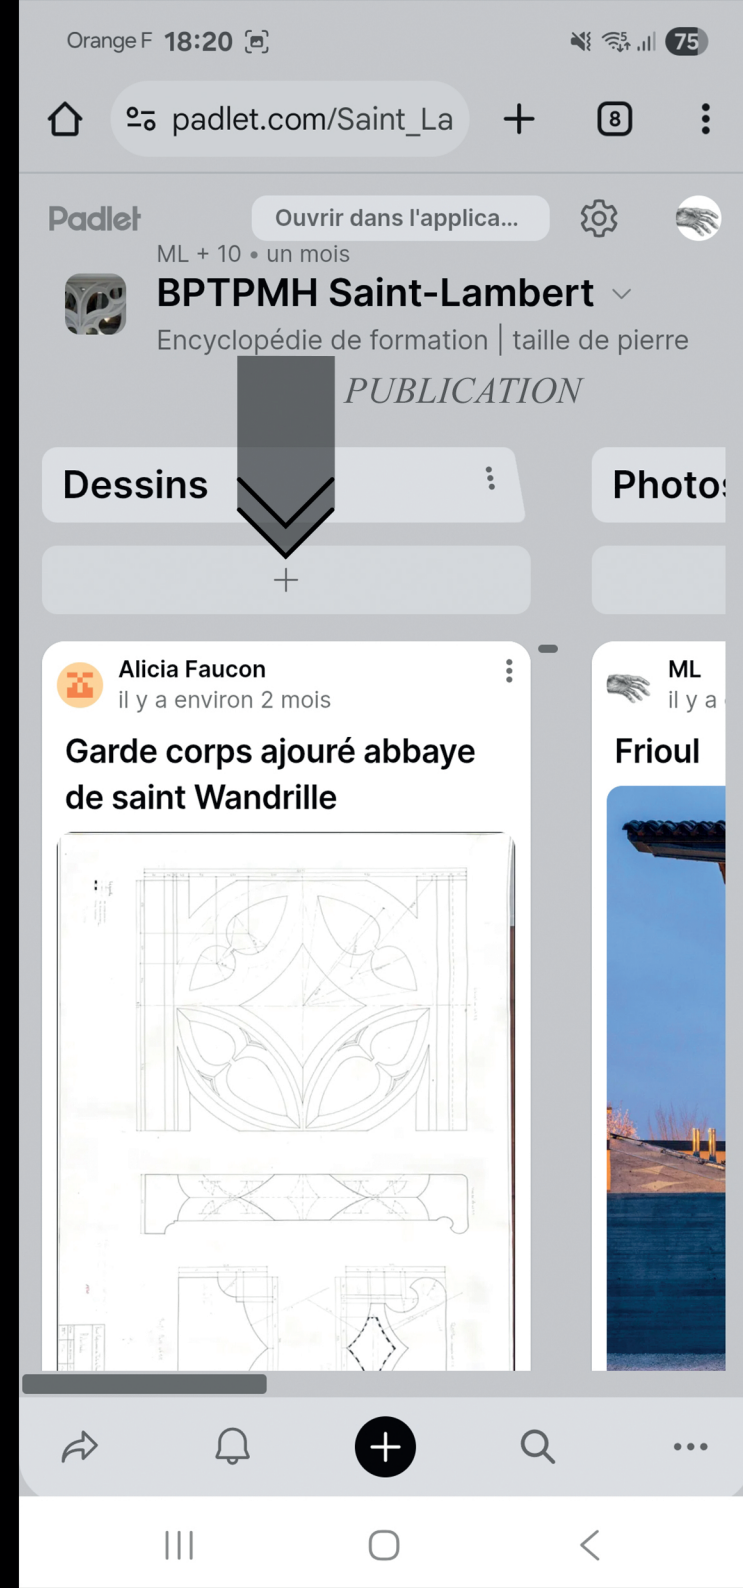 Orange F 18:20 75
padlet.com/Saint_La 8
Padlet Ouvrir dans l'applica...
ML + 10 • un mois
BPTPMH Saint-Lambert
Encyclopédie de formation | taille de pierre
PUBLICATION
Dessins
Photos
Alicia Faucon
il y a environ 2 mois
Garde corps ajouré abbaye
de saint Wandrille
ML
il y a
Frioul